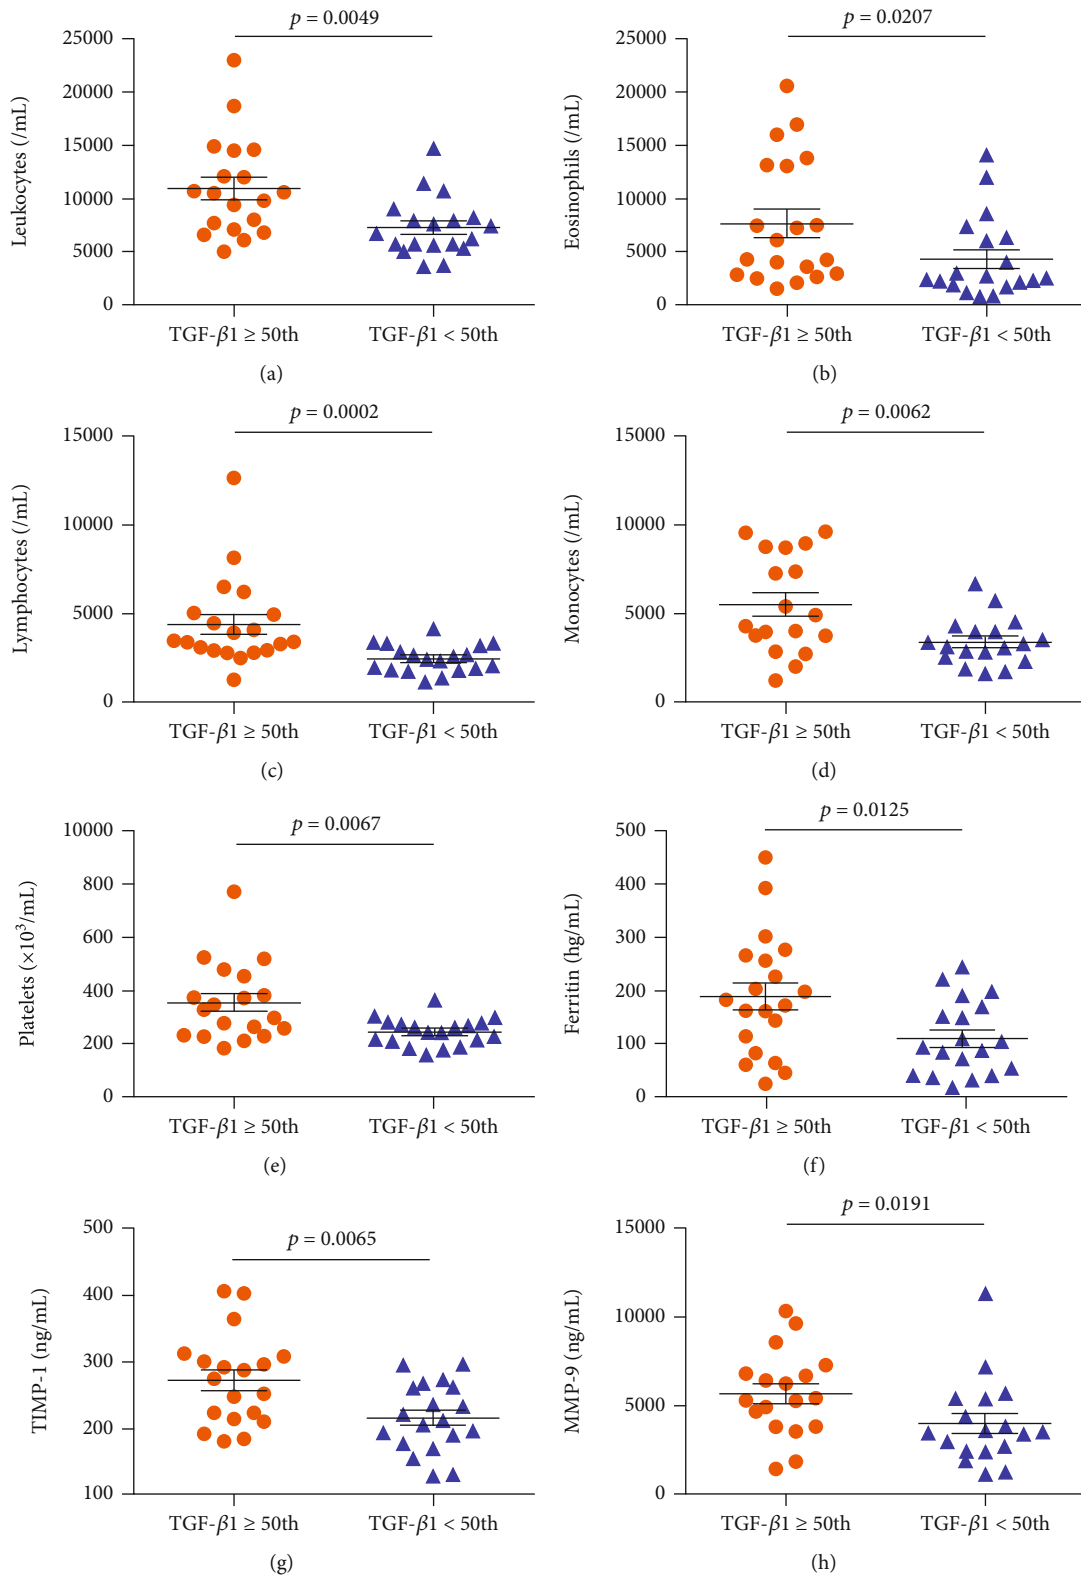 p = 0.0049
Leukocytes (/mL)
25000
20000
15000
10000
5000
0
TGF-β1 ≥ 50th
TGF-β1 < 50th
(a)
p = 0.0207
Eosinophils (/mL)
25000
20000
15000
10000
5000
0
TGF-β1 ≥ 50th
TGF-β1 < 50th
(b)
p = 0.0002
Lymphocytes (/mL)
15000
10000
5000
0
TGF-β1 ≥ 50th
TGF-β1 < 50th
(c)
p = 0.0062
Monocytes (/mL)
15000
10000
5000
0
TGF-β1 ≥ 50th
TGF-β1 < 50th
(d)
p = 0.0067
Platelets (×10³/mL)
10000
800
600
400
200
0
TGF-β1 ≥ 50th
TGF-β1 < 50th
(e)
p = 0.0125
Ferritin (hg/mL)
500
400
300
200
100
0
TGF-β1 ≥ 50th
TGF-β1 < 50th
(f)
p = 0.0065
TIMP-1 (ng/mL)
500
400
300
200
100
TGF-β1 ≥ 50th
TGF-β1 < 50th
(g)
p = 0.0191
MMP-9 (ng/mL)
15000
10000
5000
0
TGF-β1 ≥ 50th
TGF-β1 < 50th
(h)